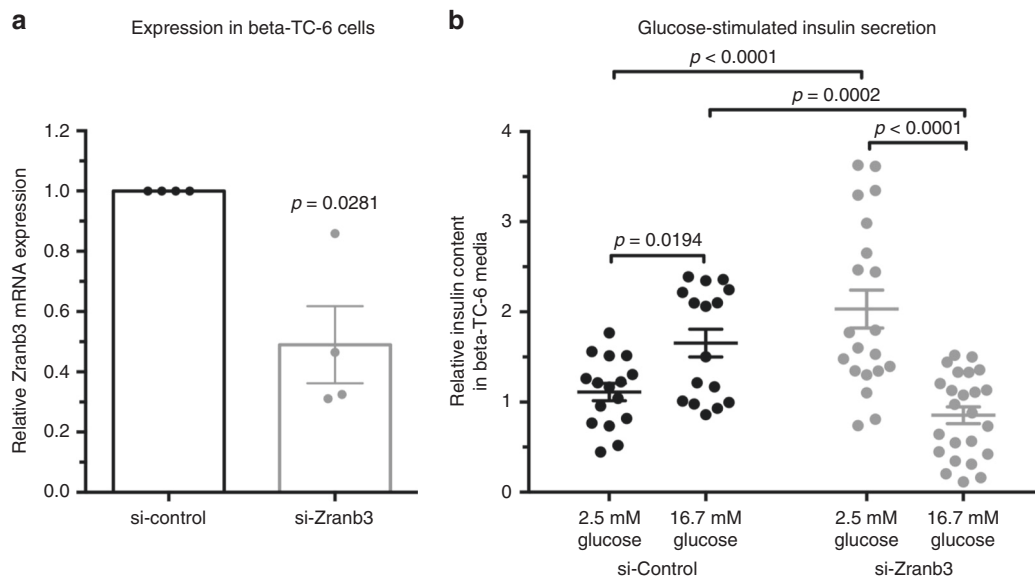 a
Expression in beta-TC-6 cells
Relative Zranb3 mRNA expression
1.2
1.0
0.8
0.6
0.4
0.2
0.0
p = 0.0281
si-control
si-Zranb3
b
Glucose-stimulated insulin secretion
p < 0.0001
p = 0.0002
p < 0.0001
p = 0.0194
Relative insulin content
in beta-TC-6 media
4
3
2
1
0
2.5 mM
glucose
16.7 mM
glucose
2.5 mM
glucose
16.7 mM
glucose
si-Control
si-Zranb3